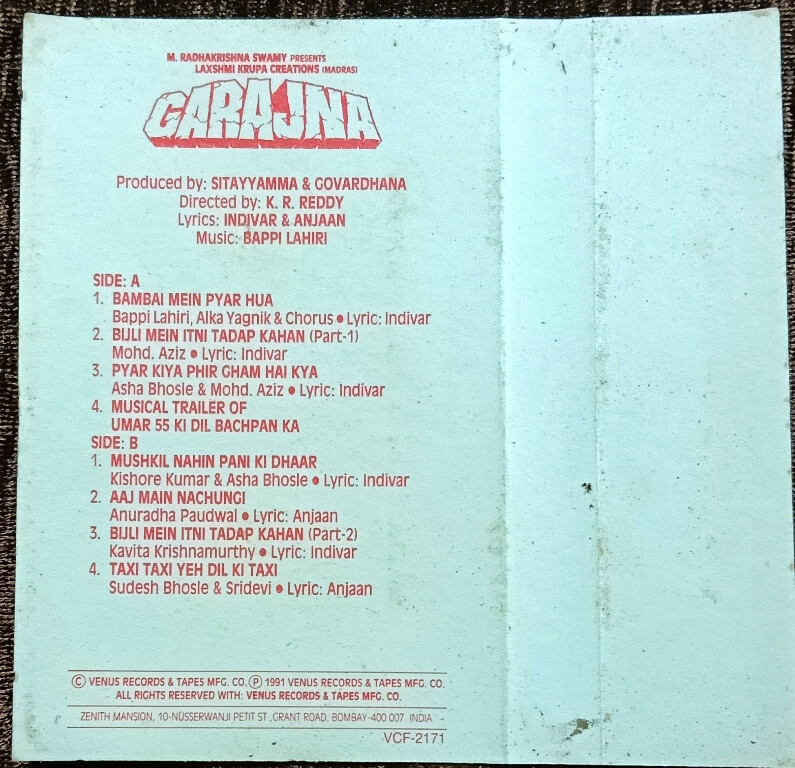 M. RADHAKRISHNA SWAMY PRESENTS
LAXSHMI KRUPA CREATIONS (MADRAS)
GARAJNA
Produced by: SITAYYAMMA & GOVARDHANA
Directed by: K. R. REDDY
Lyrics: INDIVAR & ANJAAN
Music: BAPPI LAHIRI
SIDE: A
1. BAMBAI MEIN PYAR HUA
Bappi Lahiri, Alka Yagnik & Chorus ● Lyric: Indivar
2. BIJLI MEIN ITNI TADAP KAHAN (Part-1)
Mohd. Aziz ● Lyric: Indivar
3. PYAR KIYA PHIR GHAM HAI KYA
Asha Bhosle & Mohd. Aziz ● Lyric: Indivar
4. MUSICAL TRAILER OF
UMAR 55 KI DIL BACHPAN KA
SIDE: B
1. MUSHKIL NAHIN PANI KI DHAAR
Kishore Kumar & Asha Bhosle ● Lyric: Indivar
2. AAJ MAIN NACHUNGI
Anuradha Paudwal ● Lyric: Anjaan
3. BIJLI MEIN ITNI TADAP KAHAN (Part-2)
Kavita Krishnamurthy ● Lyric: Indivar
4. TAXI TAXI YEH DIL KI TAXI
Sudesh Bhosle & Sridevi ● Lyric: Anjaan
© VENUS RECORDS & TAPES MFG. CO. ℗ 1991 VENUS RECORDS & TAPES MFG. CO.
ALL RIGHTS RESERVED WITH: VENUS RECORDS & TAPES MFG. CO.
ZENITH MANSION, 10-NUSSERWANJI PETIT ST., GRANT ROAD, BOMBAY-400 007 INDIA
VCF-2171